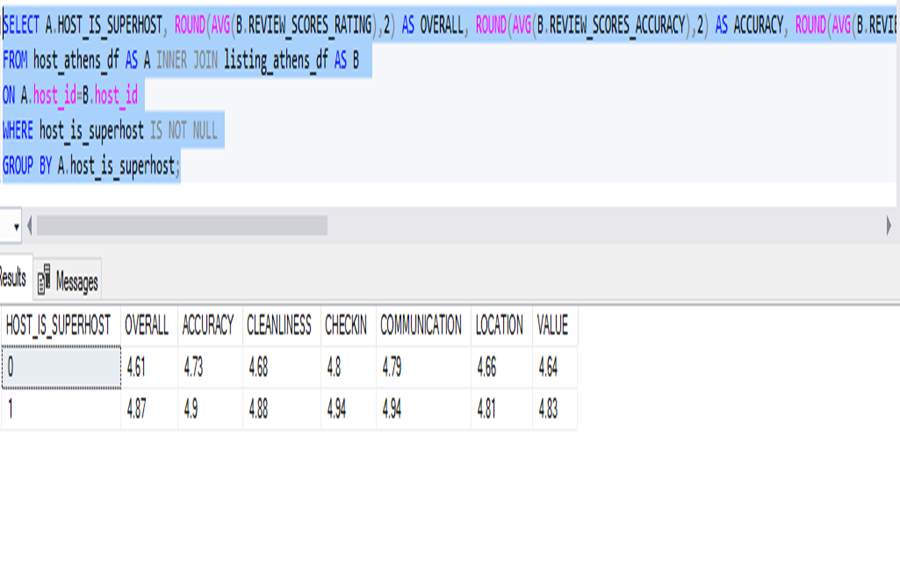 SELECT A.HOST_IS_SUPERHOST, ROUND(AVG(B.REVIEW_SCORES_RATING),2) AS OVERALL, ROUND(AVG(B.REVIEW_SCORES_ACCURACY),2) AS ACCURACY, ROUND(AVG(B.REVIE
FROM host_athens_df AS A INNER JOIN listing_athens_df AS B
ON A.host_id=B.host_id
WHERE host_is_superhost IS NOT NULL
GROUP BY A.host_is_superhost;
Results Messages
HOST_IS_SUPERHOST OVERALL ACCURACY CLEANLINESS CHECKIN COMMUNICATION LOCATION VALUE
0 4.61 4.73 4.68 4.8 4.79 4.66 4.64
1 4.87 4.9 4.88 4.94 4.94 4.81 4.83